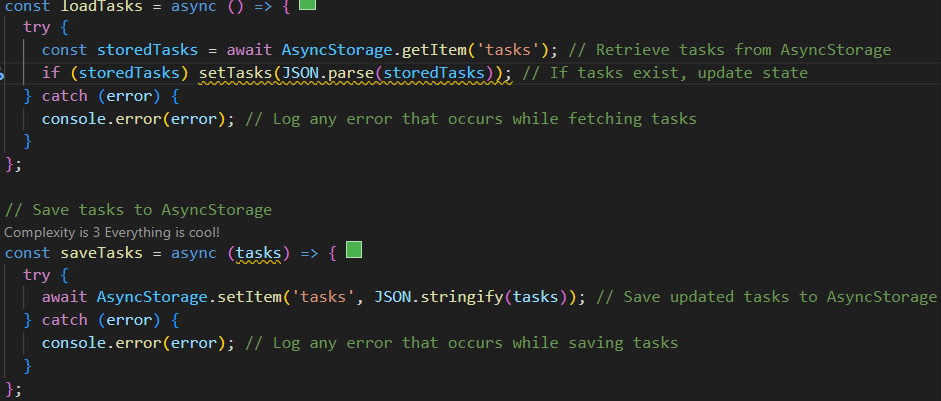 const loadTasks = async () => {
try {
const storedTasks = await AsyncStorage.getItem('tasks'); // Retrieve tasks from AsyncStorage
if (storedTasks) setTasks(JSON.parse(storedTasks)); // If tasks exist, update state
} catch (error) {
console.error(error); // Log any error that occurs while fetching tasks
}
};
// Save tasks to AsyncStorage
Complexity is 3 Everything is cool!
const saveTasks = async (tasks) => {
try {
await AsyncStorage.setItem('tasks', JSON.stringify(tasks)); // Save updated tasks to AsyncStorage
} catch (error) {
console.error(error); // Log any error that occurs while saving tasks
}
};